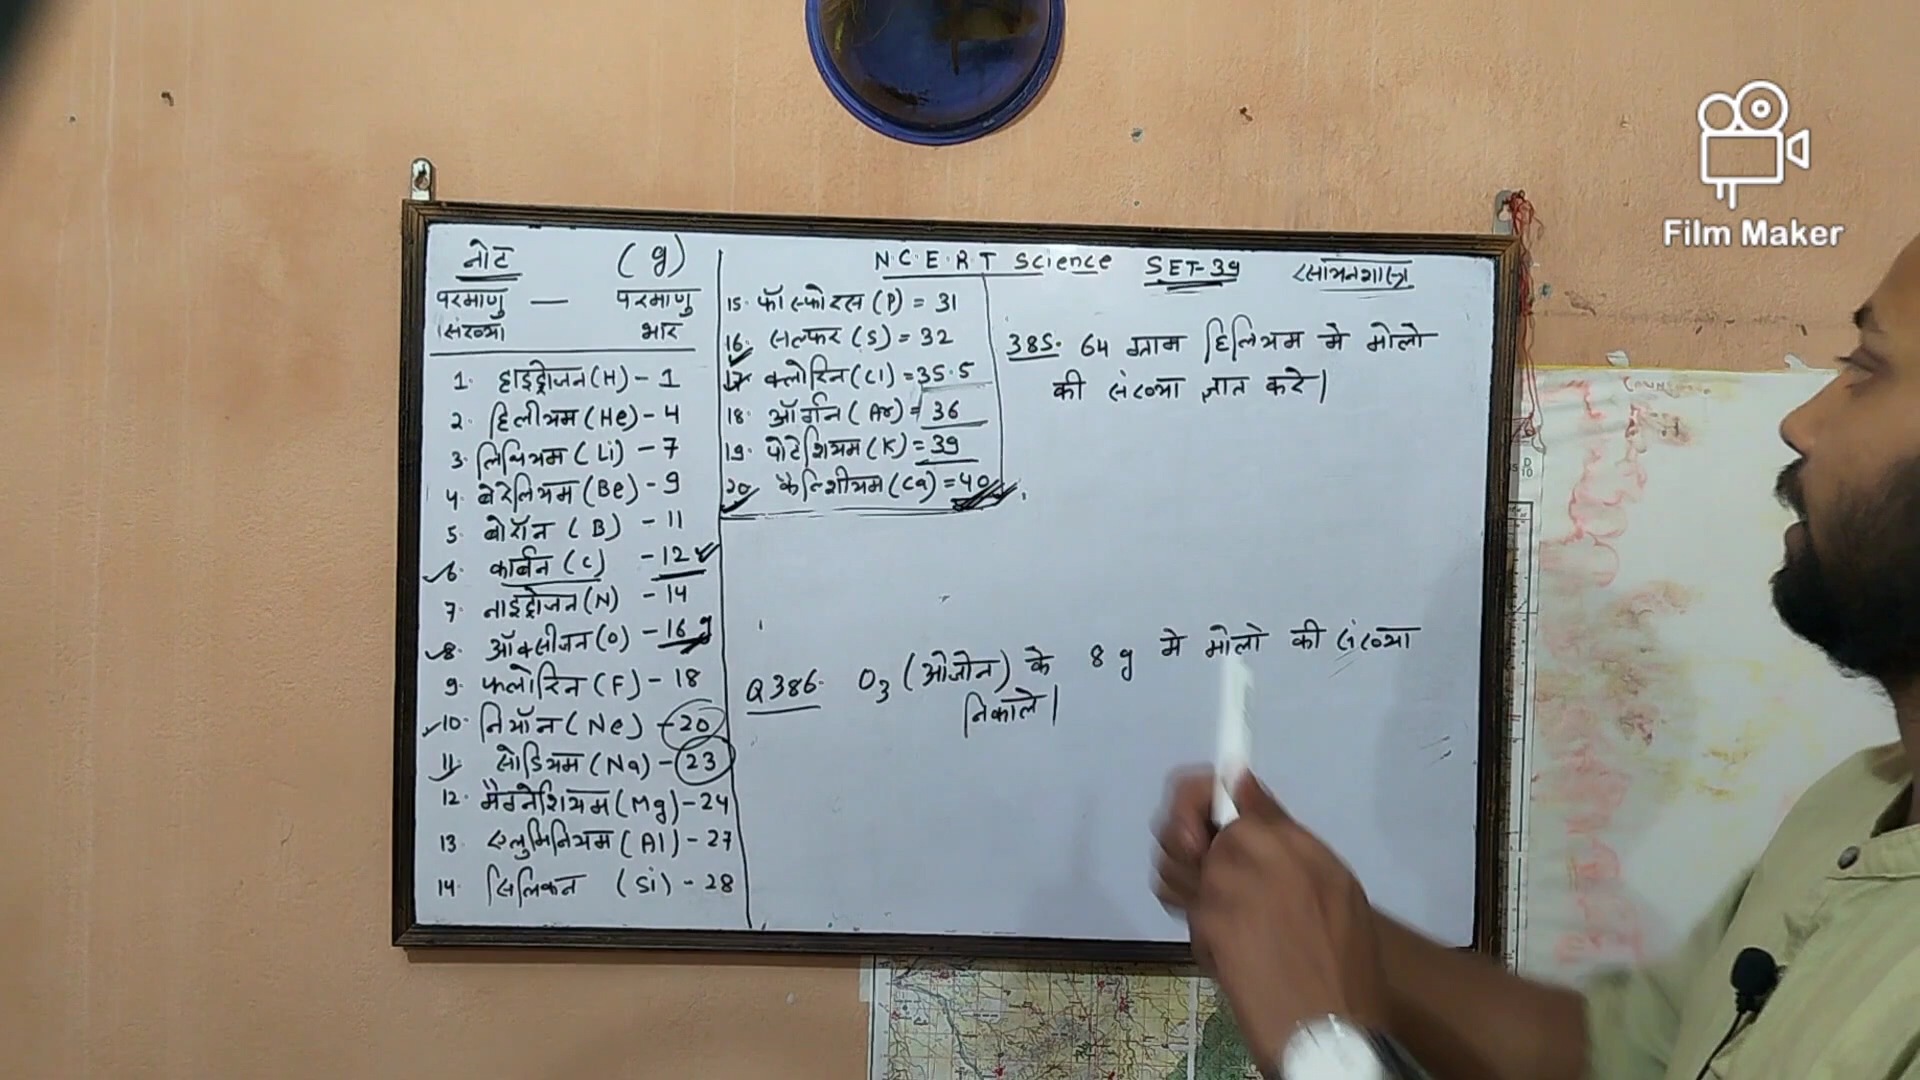 N.C.E.R.T Science SET-39 रसायनशास्त्र
नोट (g)
परमाणु — परमाणु
संख्या भार
1. हाइड्रोजन (H) - 1
2. हिलीयम (He) - 4
3. लिथियम (Li) - 7
4. बेरेलियम (Be) - 9
5. बोरॉन (B) - 11
6. कार्बन (C) - 12
7. नाइट्रोजन (N) - 14
8. ऑक्सीजन (O) - 16 g
9. फ्लोरिन (F) - 18
10. नियॉन (Ne) - 20
11. सोडियम (Na) - 23
12. मैग्नेशियम (Mg) - 24
13. एलुमिनियम (Al) - 27
14. सिलिकन (Si) - 28
15. फॉस्फोरस (P) = 31
16. सल्फर (S) = 32
17. क्लोरिन (Cl) = 35.5
18. ऑर्गन (Ar) = 36
19. पोटेशियम (K) = 39
20. कैल्शियम (Ca) = 40
385. 64 ग्राम हिलियम मे मोलो
की संख्या ज्ञात करे।
Q386. O3 (ओजोन) के 8 g मे मोलो की संख्या
निकाले।
Film Maker